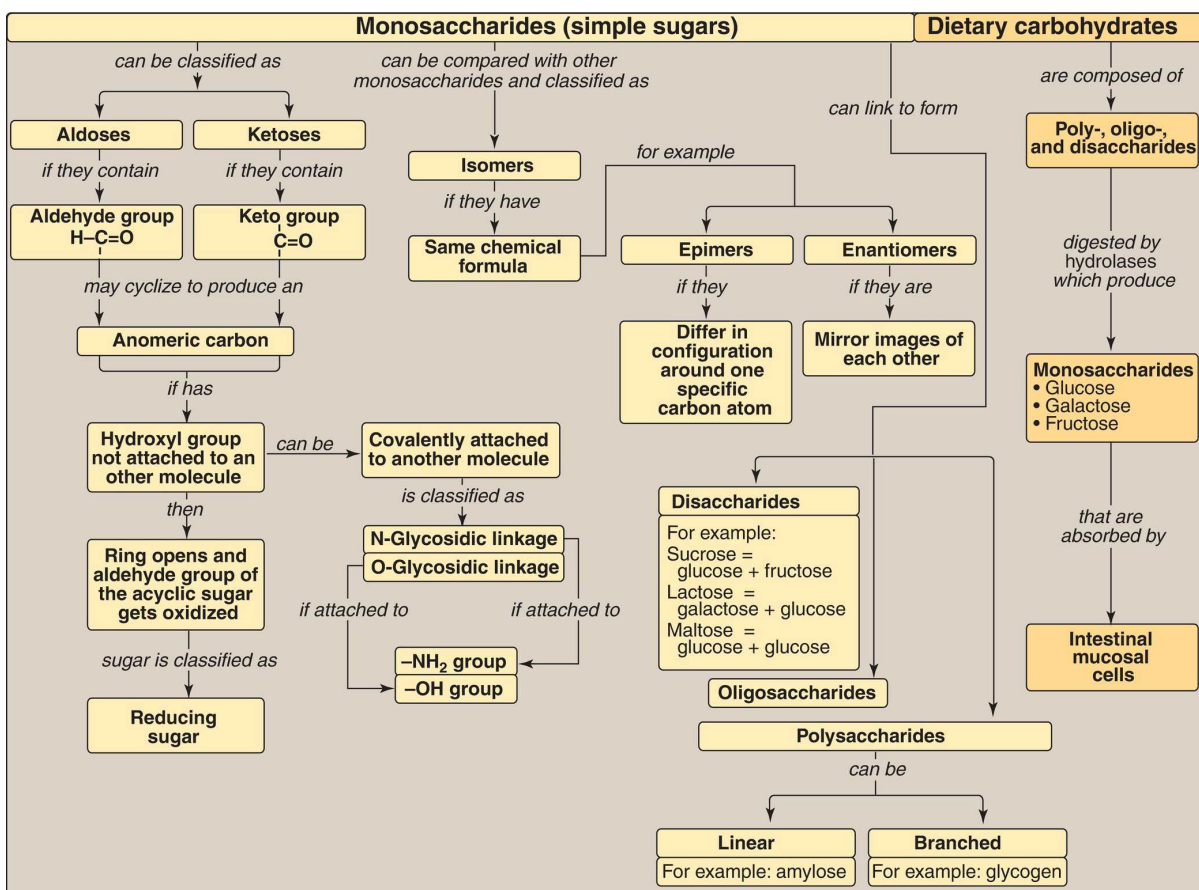 Monosaccharides (simple sugars)
Dietary carbohydrates
can be classified as
Aldoses
Ketoses
if they contain
if they contain
Aldehyde group
H–C=O
Keto group
C=O
may cyclize to produce an
Anomeric carbon
if has
Hydroxyl group
not attached to an
other molecule
can be
Covalently attached
to another molecule
then
Ring opens and
aldehyde group of
the acyclic sugar
gets oxidized
sugar is classified as
Reducing
sugar
is classified as
N-Glycosidic linkage
O-Glycosidic linkage
if attached to
if attached to
–NH₂ group
–OH group
can be compared with other
monosaccharides and classified as
Isomers
if they have
Same chemical
formula
for example
Epimers
Enantiomers
if they
if they are
Differ in
configuration
around one
specific
carbon atom
Mirror images of
each other
can link to form
Disaccharides
For example:
Sucrose =
glucose + fructose
Lactose =
galactose + glucose
Maltose =
glucose + glucose
Oligosaccharides
Polysaccharides
can be
Linear
For example: amylose
Branched
For example: glycogen
are composed of
Poly-, oligo-,
and disaccharides
digested by
hydrolases
which produce
Monosaccharides
• Glucose
• Galactose
• Fructose
that are
absorbed by
Intestinal
mucosal
cells